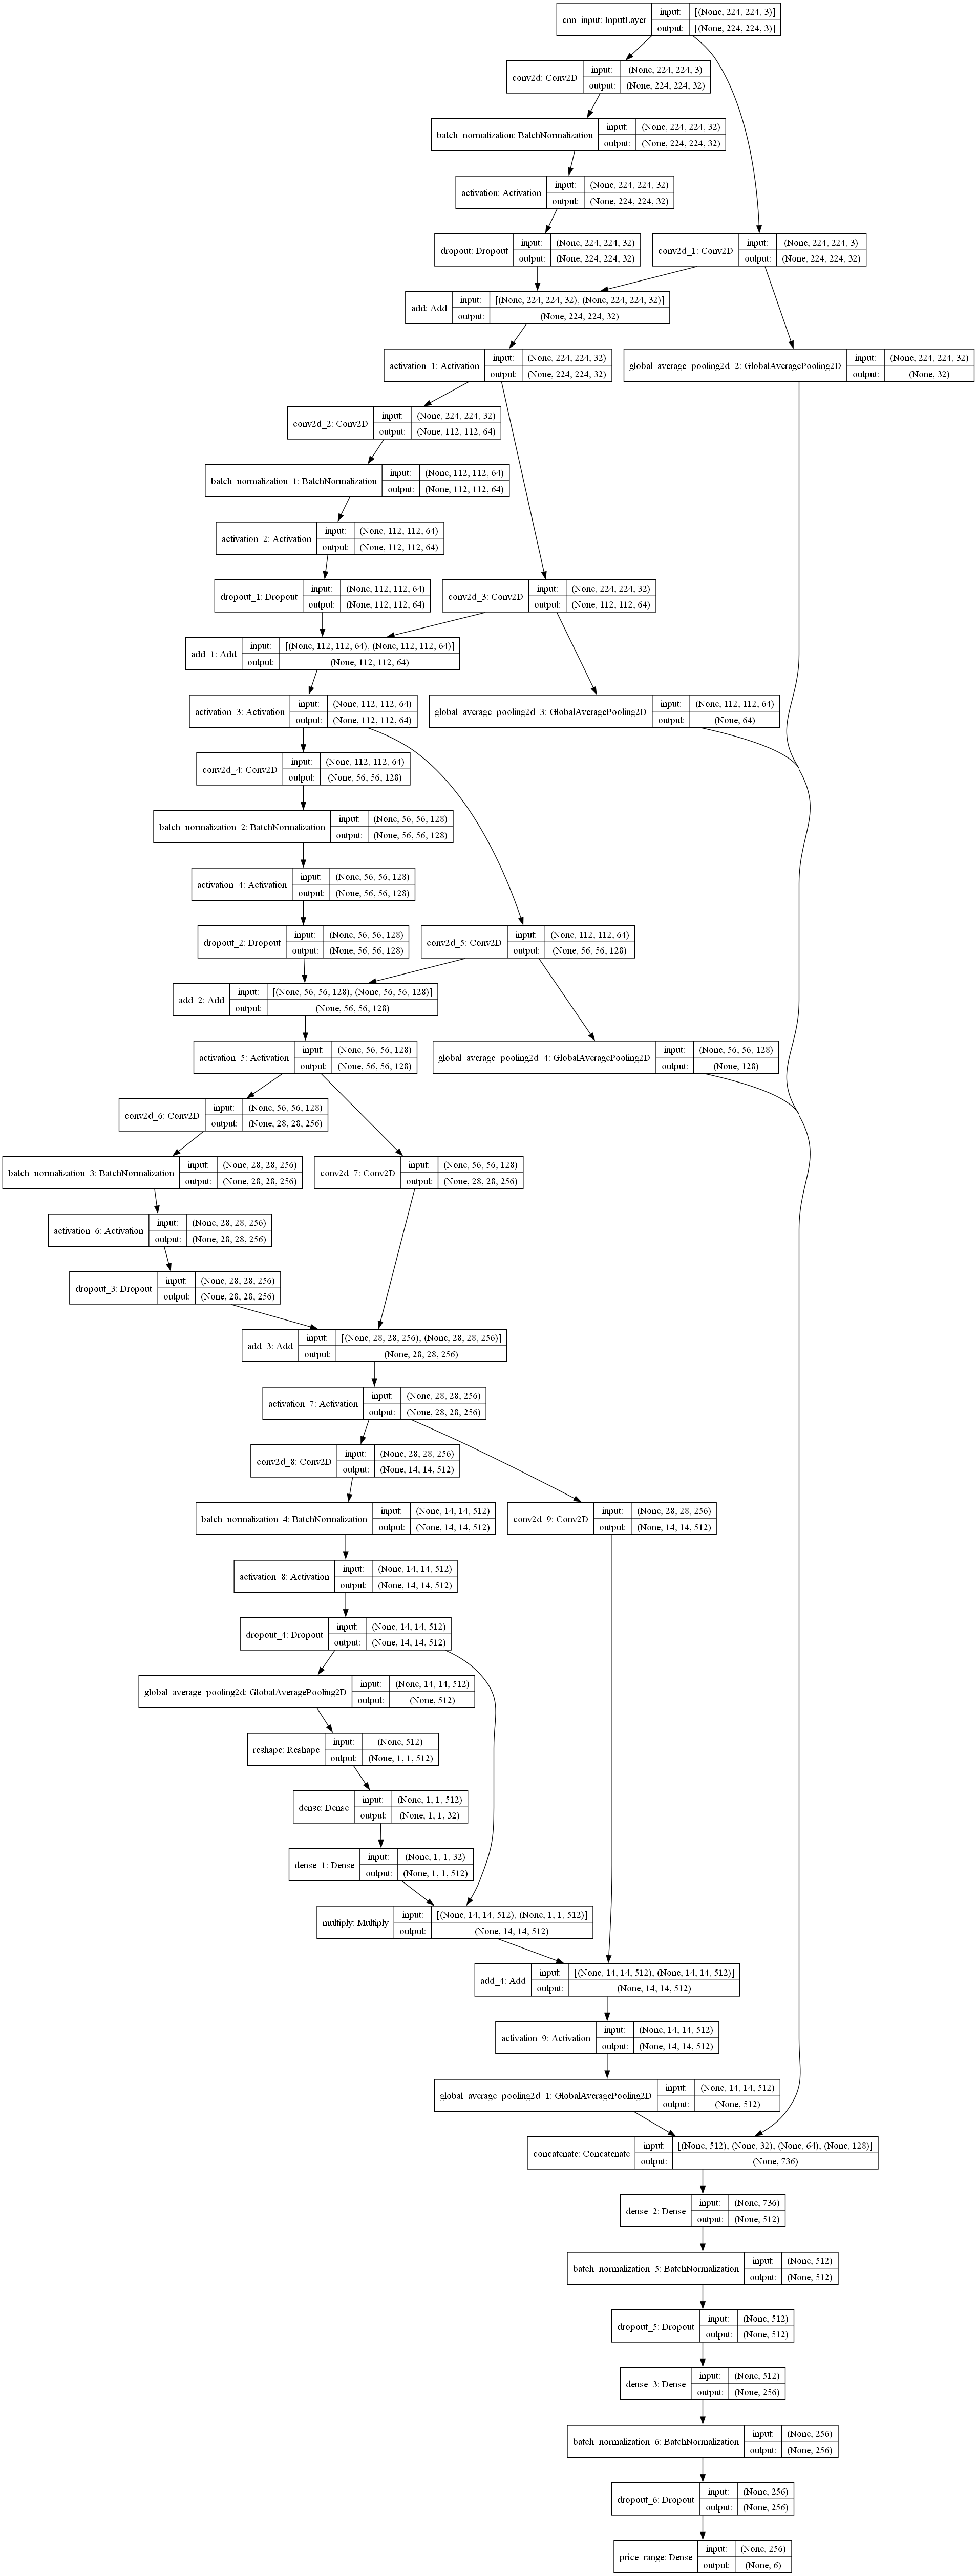 cnn_input: InputLayer input: [(None, 224, 224, 3)]
output: [(None, 224, 224, 3)]
conv2d: Conv2D input: (None, 224, 224, 3)
output: (None, 224, 224, 32)
batch_normalization: BatchNormalization input: (None, 224, 224, 32)
output: (None, 224, 224, 32)
activation: Activation input: (None, 224, 224, 32)
output: (None, 224, 224, 32)
dropout: Dropout input: (None, 224, 224, 32)
output: (None, 224, 224, 32)
conv2d_1: Conv2D input: (None, 224, 224, 3)
output: (None, 224, 224, 32)
add: Add input: [(None, 224, 224, 32), (None, 224, 224, 32)]
output: (None, 224, 224, 32)
activation_1: Activation input: (None, 224, 224, 32)
output: (None, 224, 224, 32)
global_average_pooling2d_2: GlobalAveragePooling2D input: (None, 224, 224, 32)
output: (None, 32)
conv2d_2: Conv2D input: (None, 224, 224, 32)
output: (None, 112, 112, 64)
batch_normalization_1: BatchNormalization input: (None, 112, 112, 64)
output: (None, 112, 112, 64)
activation_2: Activation input: (None, 112, 112, 64)
output: (None, 112, 112, 64)
dropout_1: Dropout input: (None, 112, 112, 64)
output: (None, 112, 112, 64)
conv2d_3: Conv2D input: (None, 224, 224, 32)
output: (None, 112, 112, 64)
add_1: Add input: [(None, 112, 112, 64), (None, 112, 112, 64)]
output: (None, 112, 112, 64)
activation_3: Activation input: (None, 112, 112, 64)
output: (None, 112, 112, 64)
global_average_pooling2d_3: GlobalAveragePooling2D input: (None, 112, 112, 64)
output: (None, 64)
conv2d_4: Conv2D input: (None, 112, 112, 64)
output: (None, 56, 56, 128)
batch_normalization_2: BatchNormalization input: (None, 56, 56, 128)
output: (None, 56, 56, 128)
activation_4: Activation input: (None, 56, 56, 128)
output: (None, 56, 56, 128)
dropout_2: Dropout input: (None, 56, 56, 128)
output: (None, 56, 56, 128)
conv2d_5: Conv2D input: (None, 112, 112, 64)
output: (None, 56, 56, 128)
add_2: Add input: [(None, 56, 56, 128), (None, 56, 56, 128)]
output: (None, 56, 56, 128)
activation_5: Activation input: (None, 56, 56, 128)
output: (None, 56, 56, 128)
global_average_pooling2d_4: GlobalAveragePooling2D input: (None, 56, 56, 128)
output: (None, 128)
conv2d_6: Conv2D input: (None, 56, 56, 128)
output: (None, 28, 28, 256)
batch_normalization_3: BatchNormalization input: (None, 28, 28, 256)
output: (None, 28, 28, 256)
conv2d_7: Conv2D input: (None, 56, 56, 128)
output: (None, 28, 28, 256)
activation_6: Activation input: (None, 28, 28, 256)
output: (None, 28, 28, 256)
dropout_3: Dropout input: (None, 28, 28, 256)
output: (None, 28, 28, 256)
add_3: Add input: [(None, 28, 28, 256), (None, 28, 28, 256)]
output: (None, 28, 28, 256)
activation_7: Activation input: (None, 28, 28, 256)
output: (None, 28, 28, 256)
conv2d_8: Conv2D input: (None, 28, 28, 256)
output: (None, 14, 14, 512)
batch_normalization_4: BatchNormalization input: (None, 14, 14, 512)
output: (None, 14, 14, 512)
conv2d_9: Conv2D input: (None, 28, 28, 256)
output: (None, 14, 14, 512)
activation_8: Activation input: (None, 14, 14, 512)
output: (None, 14, 14, 512)
dropout_4: Dropout input: (None, 14, 14, 512)
output: (None, 14, 14, 512)
global_average_pooling2d: GlobalAveragePooling2D input: (None, 14, 14, 512)
output: (None, 512)
reshape: Reshape input: (None, 512)
output: (None, 1, 1, 512)
dense: Dense input: (None, 1, 1, 512)
output: (None, 1, 1, 32)
dense_1: Dense input: (None, 1, 1, 32)
output: (None, 1, 1, 512)
multiply: Multiply input: [(None, 14, 14, 512), (None, 1, 1, 512)]
output: (None, 14, 14, 512)
add_4: Add input: [(None, 14, 14, 512), (None, 14, 14, 512)]
output: (None, 14, 14, 512)
activation_9: Activation input: (None, 14, 14, 512)
output: (None, 14, 14, 512)
global_average_pooling2d_1: GlobalAveragePooling2D input: (None, 14, 14, 512)
output: (None, 512)
concatenate: Concatenate input: [(None, 512), (None, 32), (None, 64), (None, 128)]
output: (None, 736)
dense_2: Dense input: (None, 736)
output: (None, 512)
batch_normalization_5: BatchNormalization input: (None, 512)
output: (None, 512)
dropout_5: Dropout input: (None, 512)
output: (None, 512)
dense_3: Dense input: (None, 512)
output: (None, 256)
batch_normalization_6: BatchNormalization input: (None, 256)
output: (None, 256)
dropout_6: Dropout input: (None, 256)
output: (None, 256)
price_range: Dense input: (None, 256)
output: (None, 6)